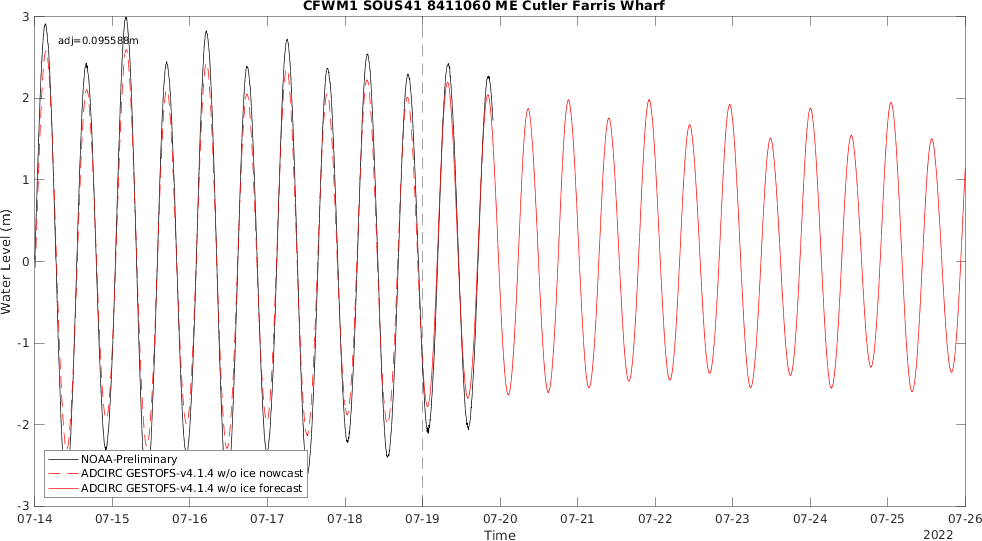 CFWM1 SOUS41 8411060 ME Cutler Farris Wharf
adj=0.095588m
3
2
1
0
-1
-2
-3
Water Level (m)
NOAA-Preliminary
ADCIRC GESTOFS-v4.1.4 w/o ice nowcast
ADCIRC GESTOFS-v4.1.4 w/o ice forecast
07-14 07-15 07-16 07-17 07-18 07-19 07-20 07-21 07-22 07-23 07-24 07-25 07-26
Time
2022